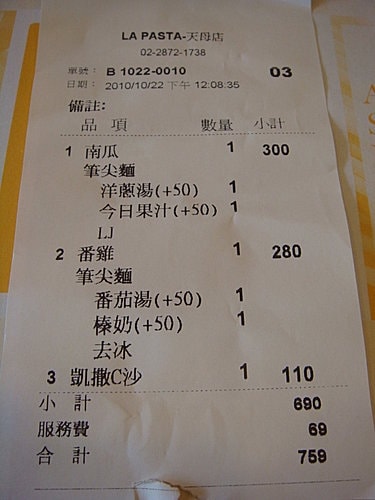 LA PASTA-天母店
02-2872-1738
單號： B 1022-0010 03
日期： 2010/10/22 下午 12:08:35
備註:
品 項 數量 小計
1 南瓜 1 300
筆尖麵
洋蔥湯(+50) 1
今日果汁(+50) 1
LJ
2 番雞 1 280
筆尖麵
番茄湯(+50) 1
榛奶(+50) 1
去冰
3 凱撒C沙 1 110
小 計 690
服務費 69
合 計 759